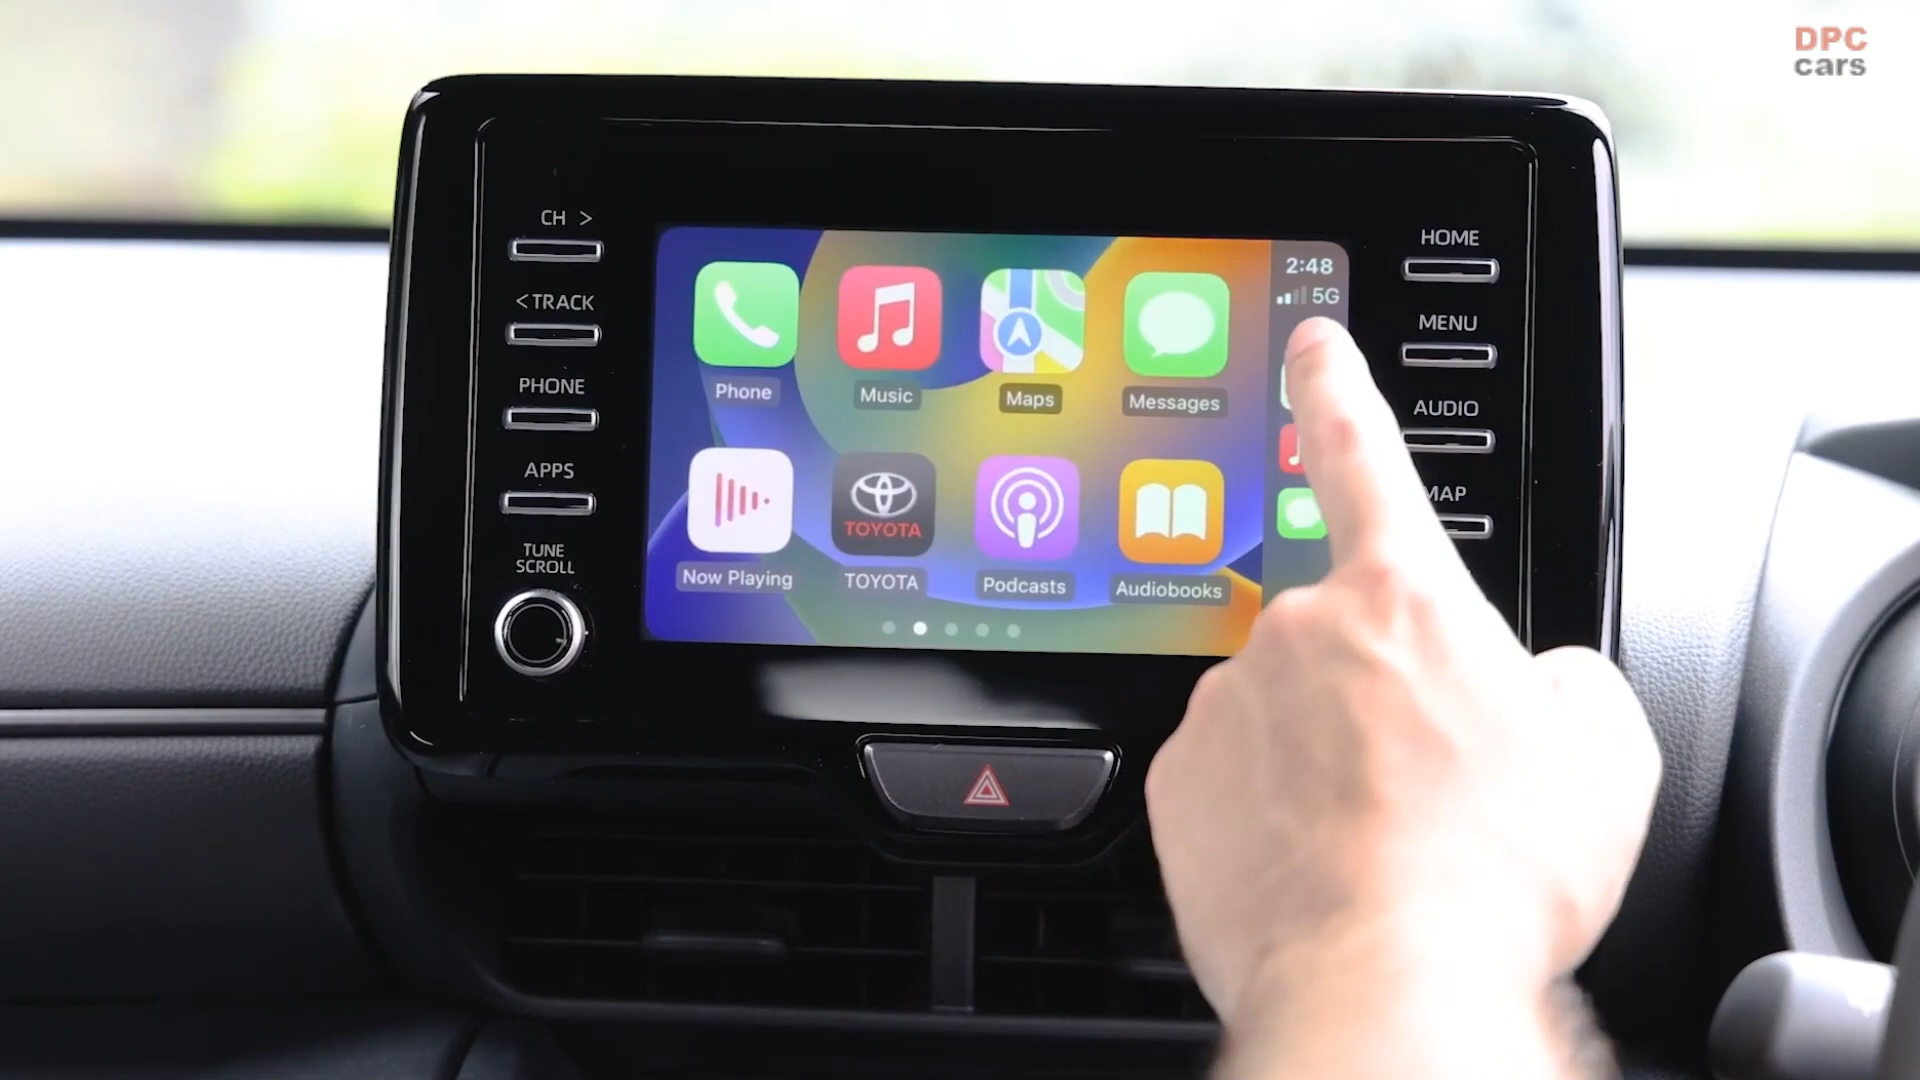 DPC
cars
CH >
< TRACK
PHONE
APPS
TUNE
SCROLL
2:48
5G
Phone
Music
Maps
Messages
TOYOTA
Now Playing
TOYOTA
Podcasts
Audiobooks
HOME
MENU
AUDIO
MAP